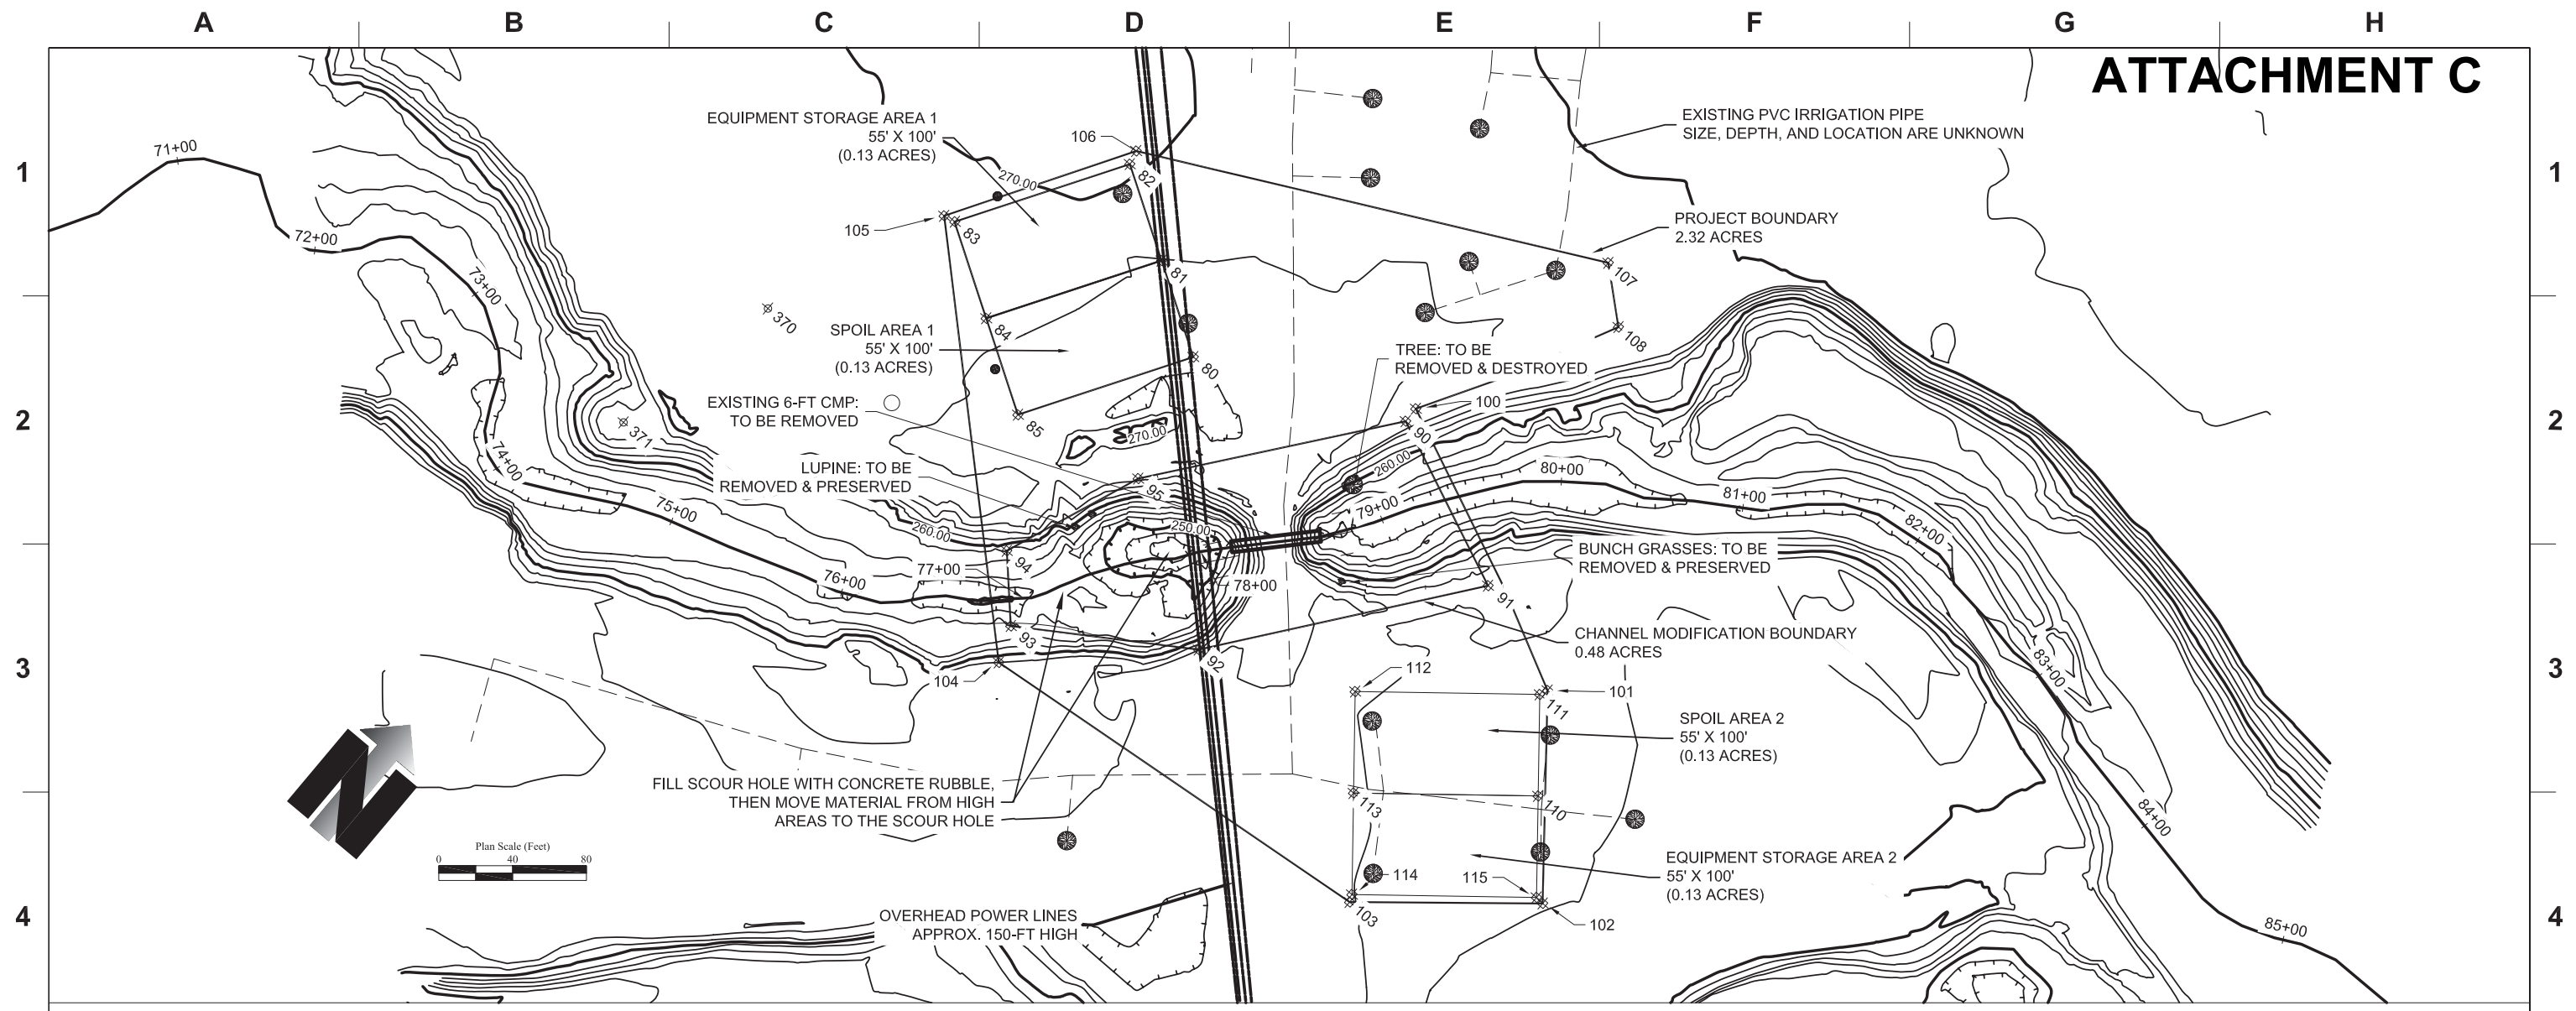 A B C D E F G H
ATTACHMENT C
1
1
2
2
3
3
4
4
EQUIPMENT STORAGE AREA 1
55' X 100'
(0.13 ACRES)
106
EXISTING PVC IRRIGATION PIPE
SIZE, DEPTH, AND LOCATION ARE UNKNOWN
71+00
270.00
82
105
83
PROJECT BOUNDARY
2.32 ACRES
72+00
73+00
81
107
370
84
SPOIL AREA 1
55' X 100'
(0.13 ACRES)
108
80
TREE: TO BE
REMOVED & DESTROYED
EXISTING 6-FT CMP:
TO BE REMOVED
85
100
371
270.00
90
74+00
LUPINE: TO BE
REMOVED & PRESERVED
260.00
80+00
95
75+00
79+00
81+00
260.00
250.00
82+00
94
BUNCH GRASSES: TO BE
REMOVED & PRESERVED
76+00
77+00
78+00
91
93
92
CHANNEL MODIFICATION BOUNDARY
0.48 ACRES
83+00
104
112
101
111
SPOIL AREA 2
55' X 100'
(0.13 ACRES)
N
FILL SCOUR HOLE WITH CONCRETE RUBBLE,
THEN MOVE MATERIAL FROM HIGH
AREAS TO THE SCOUR HOLE
113
110
84+00
Plan Scale (Feet)
0 40 80
EQUIPMENT STORAGE AREA 2
55' X 100'
(0.13 ACRES)
114
115
OVERHEAD POWER LINES
APPROX. 150-FT HIGH
103
102
85+00